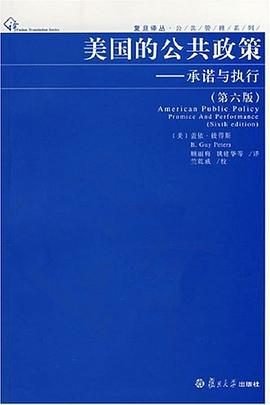 Fudan Translation Series
复旦译丛·公共管理系列
美国的公共政策
——承诺与执行
(第六版)
American Public Policy
Promice And Performance
(Sixth edition)
(美)盖依·彼得斯
B. Guy Peters
顾丽梅 姚建华等/译
竺乾威/校
复旦大学出版社